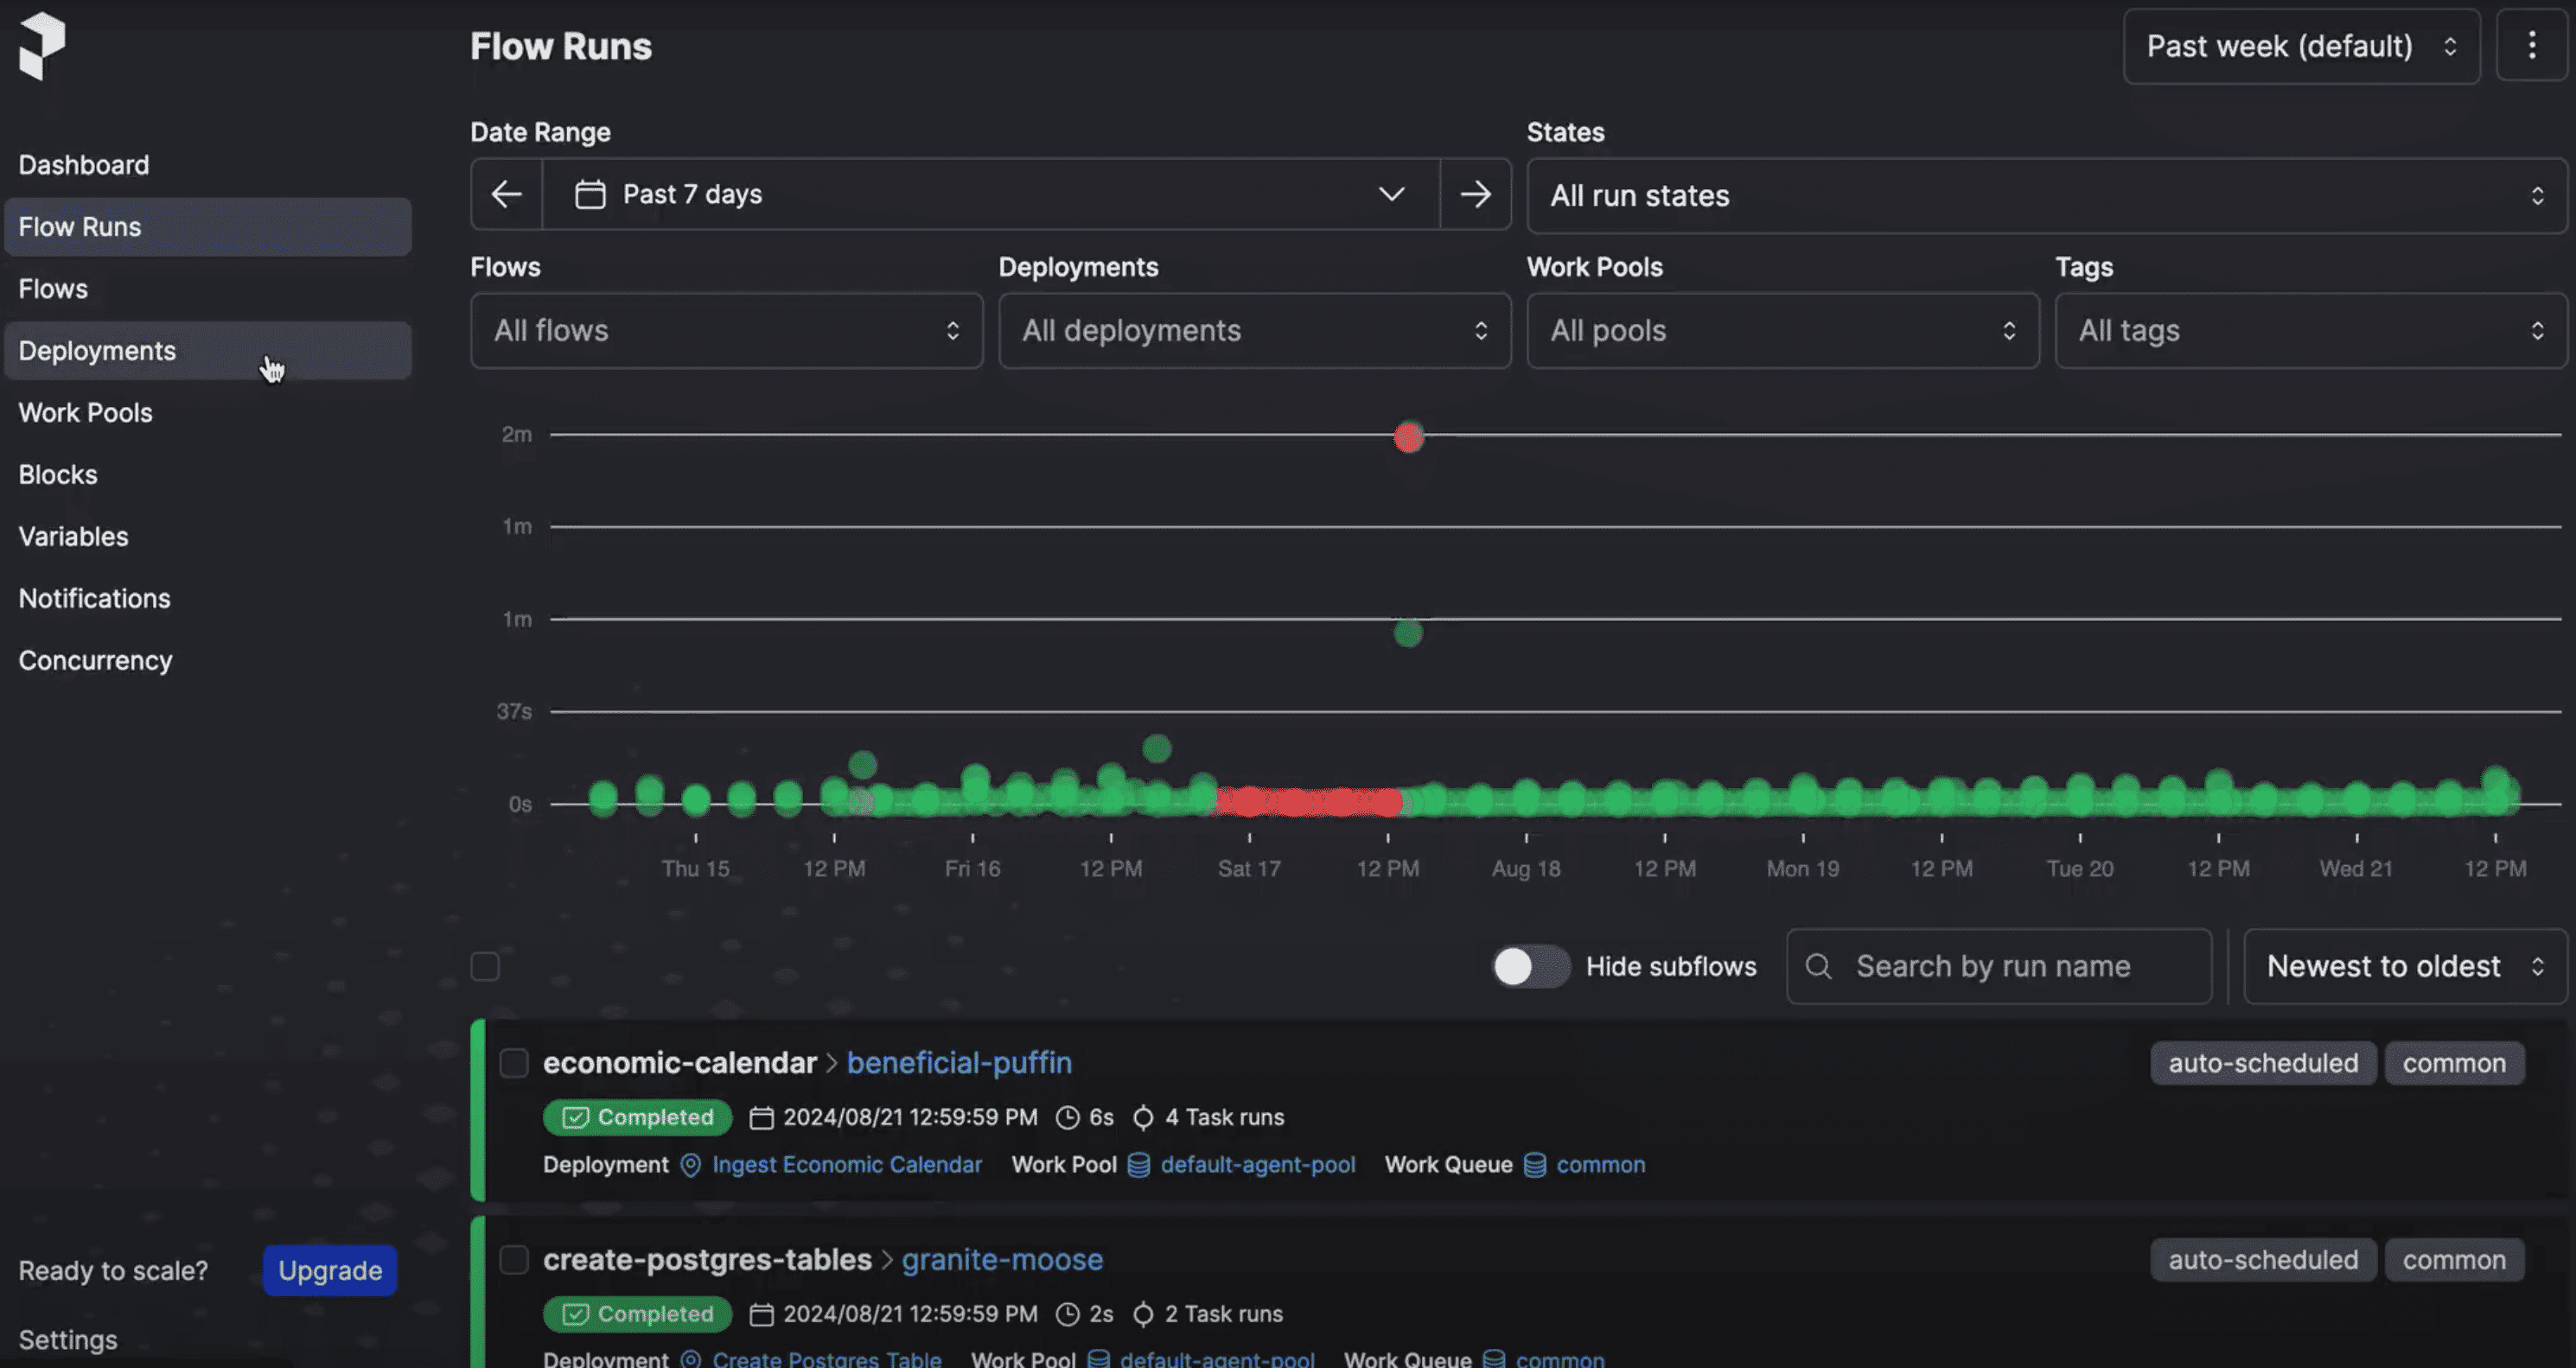 Flow Runs
Past week (default)
Dashboard
Flow Runs
Flows
Deployments
Work Pools
Blocks
Variables
Notifications
Concurrency
Ready to scale?
Upgrade
Settings
Date Range
States
Past 7 days
All run states
Flows
Deployments
Work Pools
Tags
All flows
All deployments
All pools
All tags
2m
1m
1m
37s
0s
Thu 15
12 PM
Fri 16
12 PM
Sat 17
12 PM
Aug 18
12 PM
Mon 19
12 PM
Tue 20
12 PM
Wed 21
12 PM
Hide subflows
Search by run name
Newest to oldest
economic-calendar > beneficial-puffin
auto-scheduled
common
Completed 2024/08/21 12:59:59 PM 6s 4 Task runs
Deployment Ingest Economic Calendar Work Pool default-agent-pool Work Queue common
create-postgres-tables > granite-moose
auto-scheduled
common
Completed 2024/08/21 12:59:59 PM 2s 2 Task runs
Deployment Create Postgres Table Work Pool default-agent-pool Work Queue common